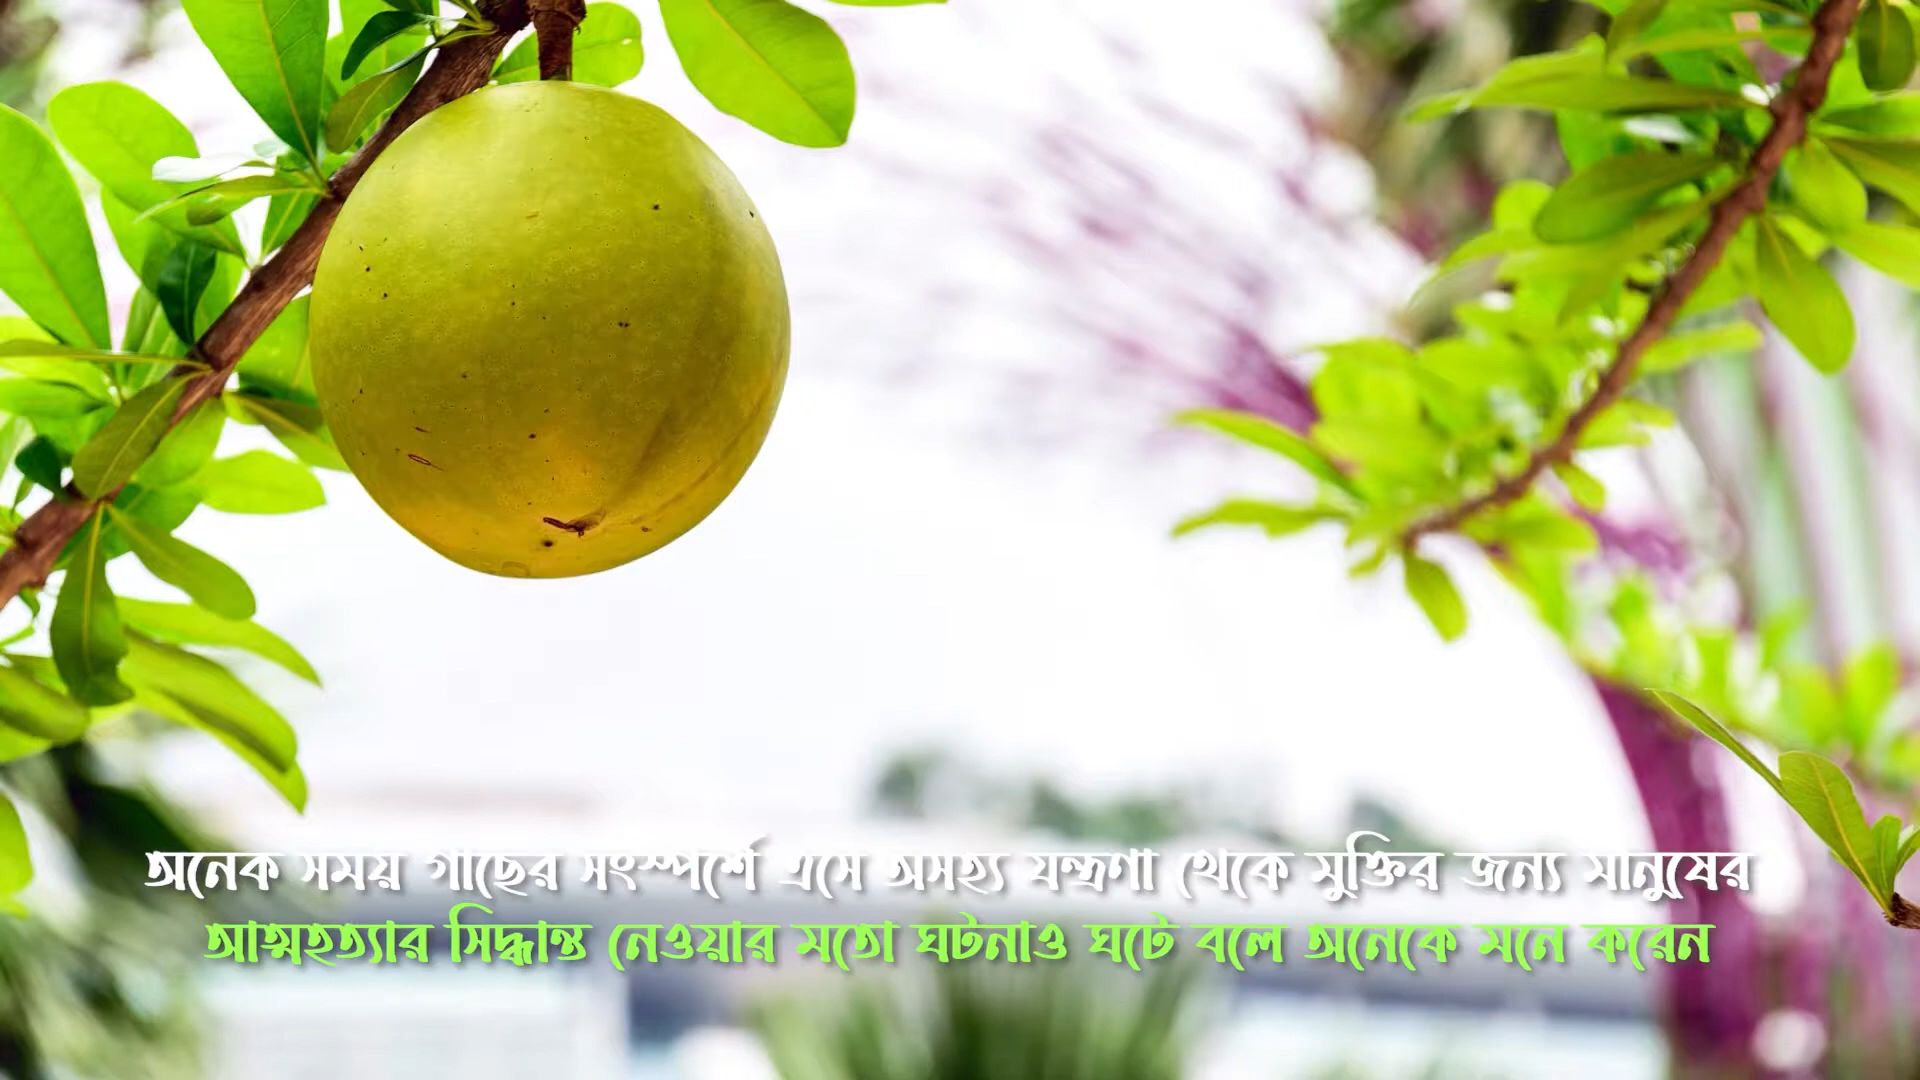 অনেক সময় গাছের সংস্পর্শে এসে অসহ্য যন্ত্রণা থেকে মুক্তির জন্য মানুষের
আত্মহত্যার সিদ্ধান্ত নেওয়ার মতো ঘটনাও ঘটে বলে অনেকে মনে করেন